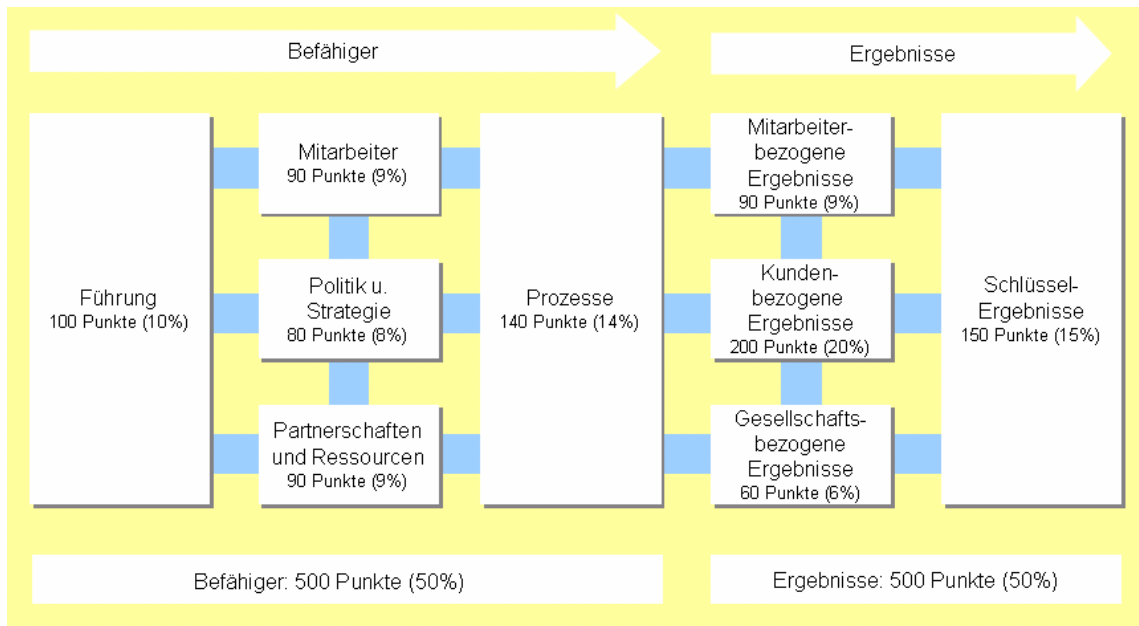 Befähiger
Ergebnisse
Führung
100 Punkte (10%)
Mitarbeiter
90 Punkte (9%)
Politik u.
Strategie
80 Punkte (8%)
Partnerschaften
und Ressourcen
90 Punkte (9%)
Prozesse
140 Punkte (14%)
Mitarbeiter-
bezogene
Ergebnisse
90 Punkte (9%)
Kunden-
bezogene
Ergebnisse
200 Punkte (20%)
Gesellschafts-
bezogene
Ergebnisse
60 Punkte (6%)
Schlüssel-
Ergebnisse
150 Punkte (15%)
Befähiger: 500 Punkte (50%)
Ergebnisse: 500 Punkte (50%)